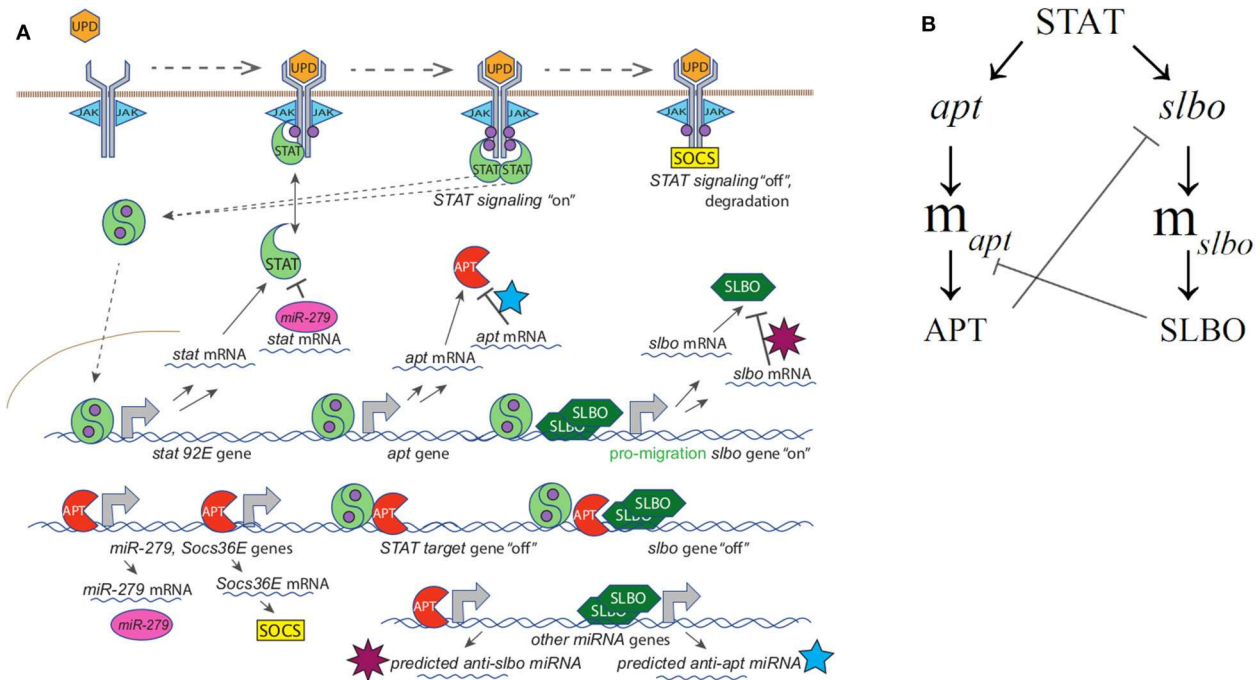 A
UPD
UPD
UPD
UPD
JAK JAK
JAK JAK
JAK JAK
JAK JAK
STAT
STAT STAT
SOCS
STAT signaling "on"
STAT signaling "off",
degradation
STAT
miR-279
stat mRNA
stat mRNA
APT
apt mRNA
apt mRNA
SLBO
slbo mRNA
slbo mRNA
SLBO
SLBO
stat 92E gene
apt gene
pro-migration slbo gene "on"
APT
APT
APT
APT
SLBO
SLBO
miR-279, Socs36E genes
STAT target gene "off"
slbo gene "off"
miR-279 mRNA
Socs36E mRNA
miR-279
SOCS
APT
SLBO
SLBO
other miRNA genes
predicted anti-slbo miRNA
predicted anti-apt miRNA
B
STAT
apt slbo
m apt m slbo
APT SLBO